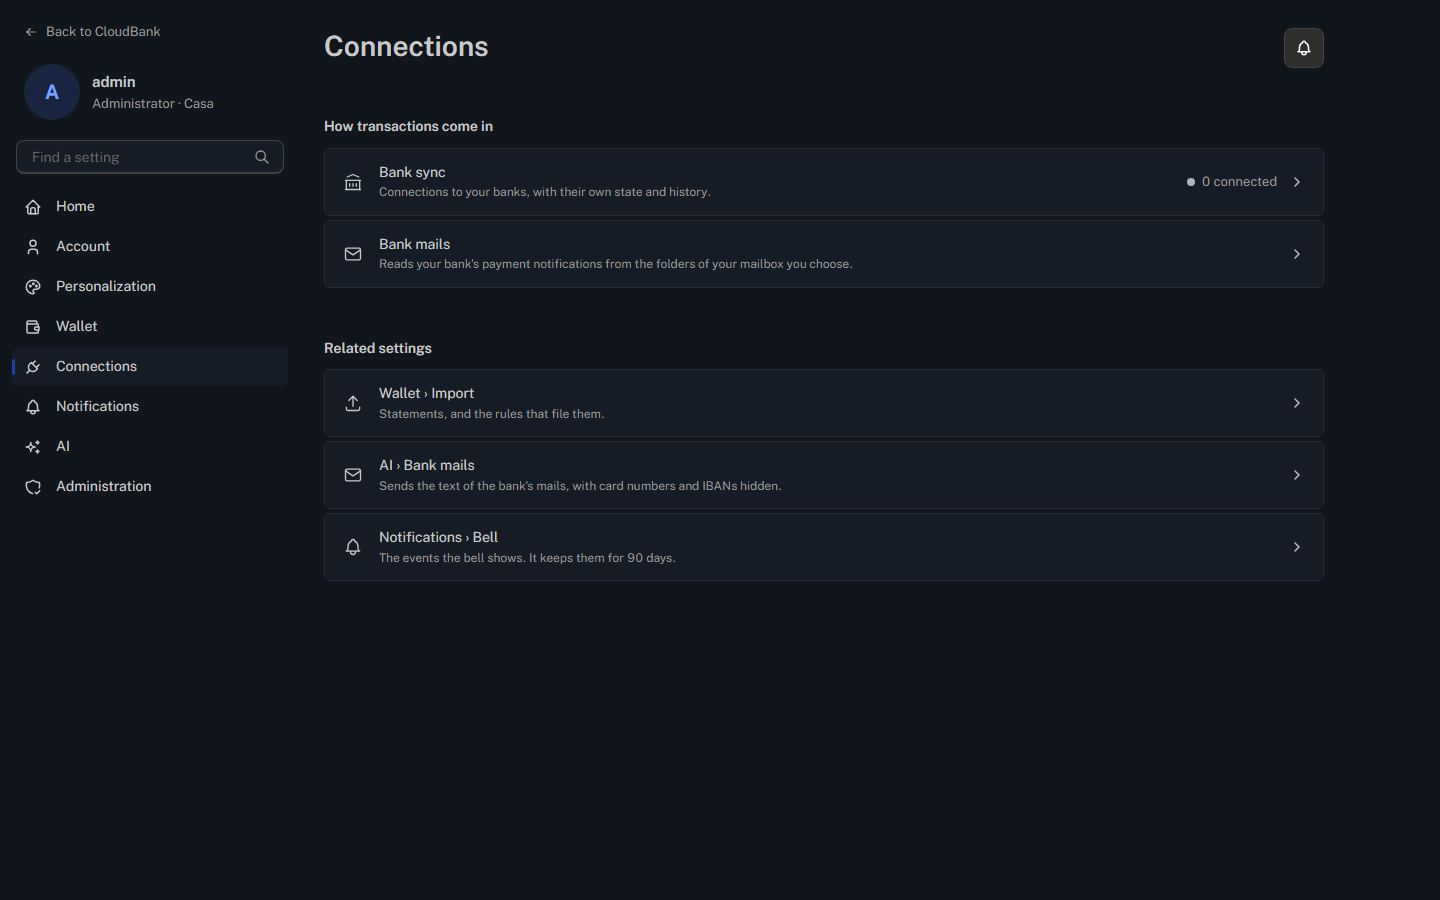 Back to CloudBank
A
admin
Administrator · Casa
Find a setting
Home
Account
Personalization
Wallet
Connections
Notifications
AI
Administration
Connections
How transactions come in
Bank sync
Connections to your banks, with their own state and history.
0 connected
Bank mails
Reads your bank's payment notifications from the folders of your mailbox you choose.
Related settings
Wallet › Import
Statements, and the rules that file them.
AI › Bank mails
Sends the text of the bank's mails, with card numbers and IBANs hidden.
Notifications › Bell
The events the bell shows. It keeps them for 90 days.